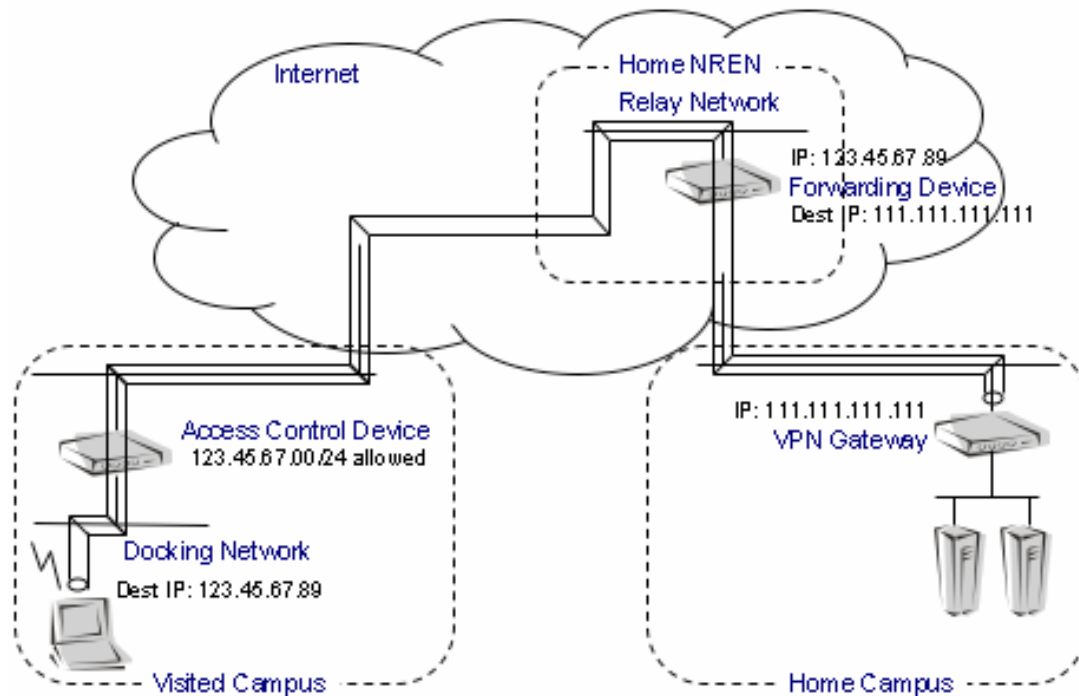 Internet
Home NREN
Relay Network
IP: 123.45.67.89
Forwarding Device
Dest IP: 111.111.111.111
Access Control Device
123.45.67.00/24 allowed
IP: 111.111.111.111
VPN Gateway
Docking Network
Dest IP: 123.45.67.89
Visited Campus
Home Campus